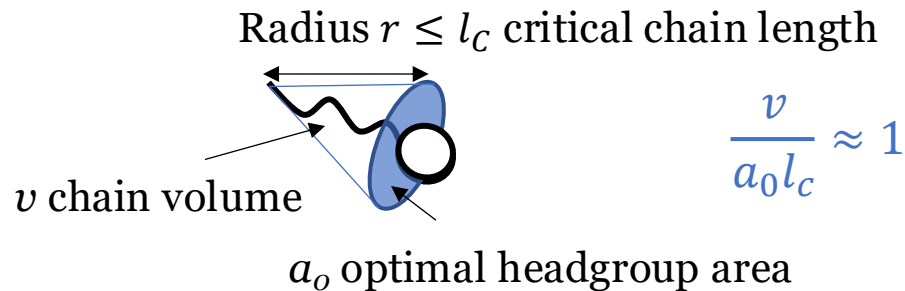 Radius r ≤ l_C critical chain length
v / a_0 l_c ≈ 1
v chain volume
a_o optimal headgroup area